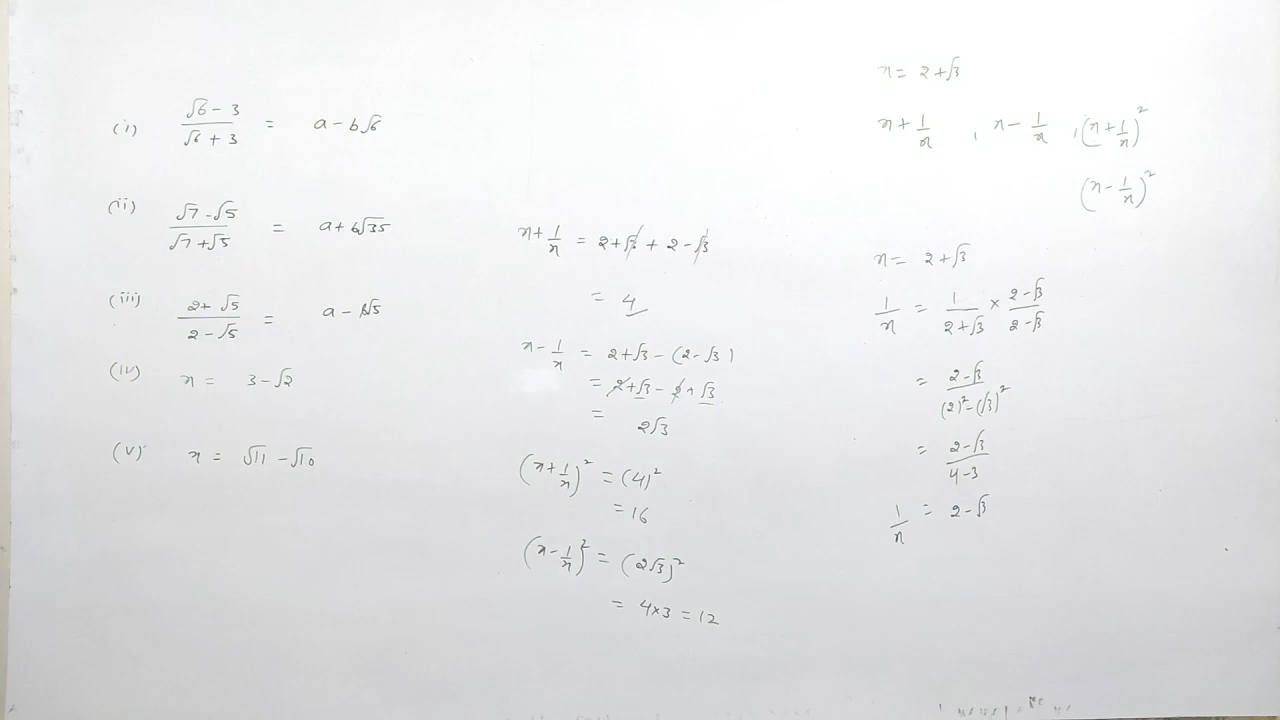 (i) (√6 - 3)/(√6 + 3) = a - b√6
(ii) (√7 - √5)/(√7 + √5) = a + b√35
(iii) (2 + √5)/(2 - √5) = a - b√5
(iv) x = 3 - √2
(v) x = √11 - √10
x + 1/x = 2 + √3 + 2 - √3
= 4
x - 1/x = 2 + √3 - (2 - √3)
= 2 + √3 - 2 + √3
= 2√3
(x + 1/x)² = (4)²
= 16
(x - 1/x)² = (2√3)²
= 4×3 = 12
x = 2 + √3
x + 1/x , x - 1/x , (x + 1/x)²
(x - 1/x)²
x = 2 + √3
1/x = 1/(2 + √3) × (2 - √3)/(2 - √3)
= (2 - √3)/((2)² - (√3)²)
= (2 - √3)/(4 - 3)
1/x = 2 - √3